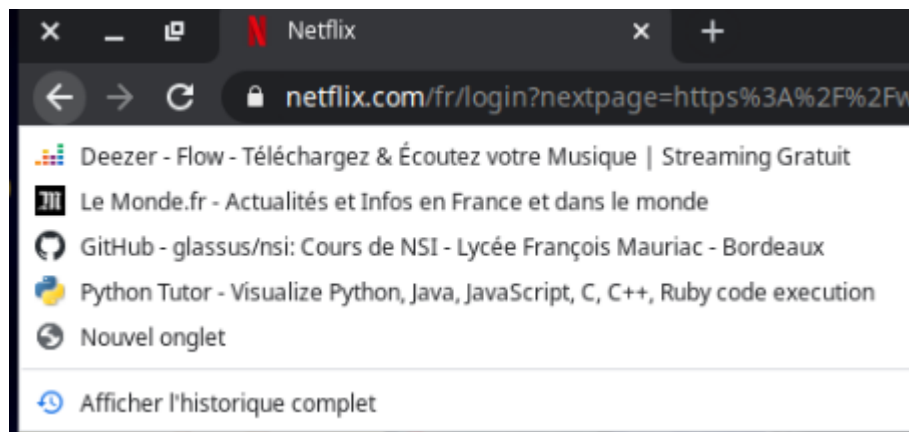 Netflix
netflix.com/fr/login?nextpage=https%3A%2F%2Fw
Deezer - Flow - Téléchargez & Écoutez votre Musique | Streaming Gratuit
Le Monde.fr - Actualités et Infos en France et dans le monde
GitHub - glassus/nsi: Cours de NSI - Lycée François Mauriac - Bordeaux
Python Tutor - Visualize Python, Java, JavaScript, C, C++, Ruby code execution
Nouvel onglet
Afficher l'historique complet